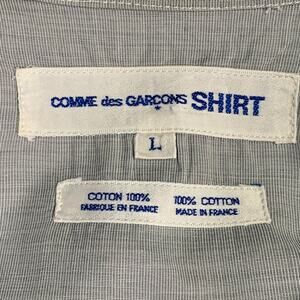 COMME des GARÇONS SHIRT
L
COTON 100% 100% COTTON
FABRIQUE EN FRANCE MADE IN FRANCE